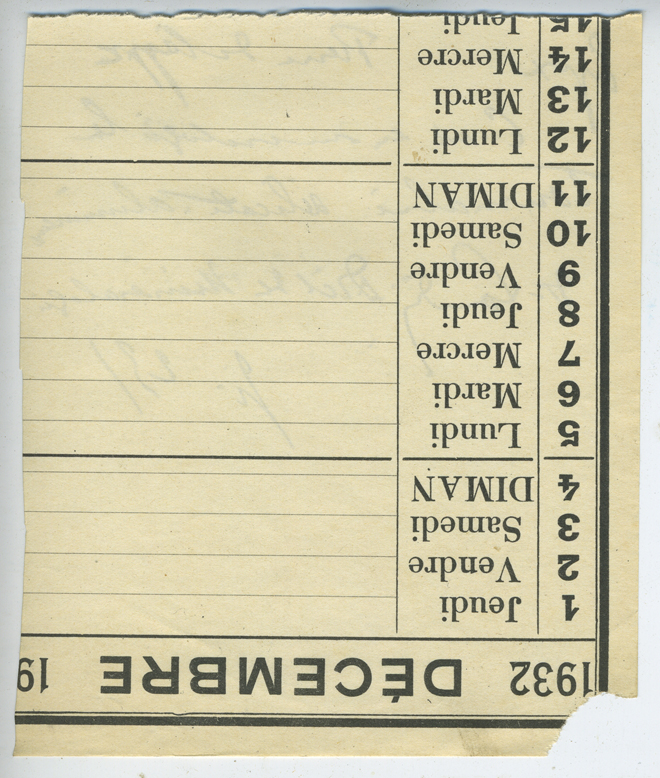 1932 DÉCEMBRE 19
1 Jeudi
2 Vendre
3 Samedi
4 DIMAN
5 Lundi
6 Mardi
7 Mercre
8 Jeudi
9 Vendre
10 Samedi
11 DIMAN
12 Lundi
13 Mardi
14 Mercre
15 Jeudi